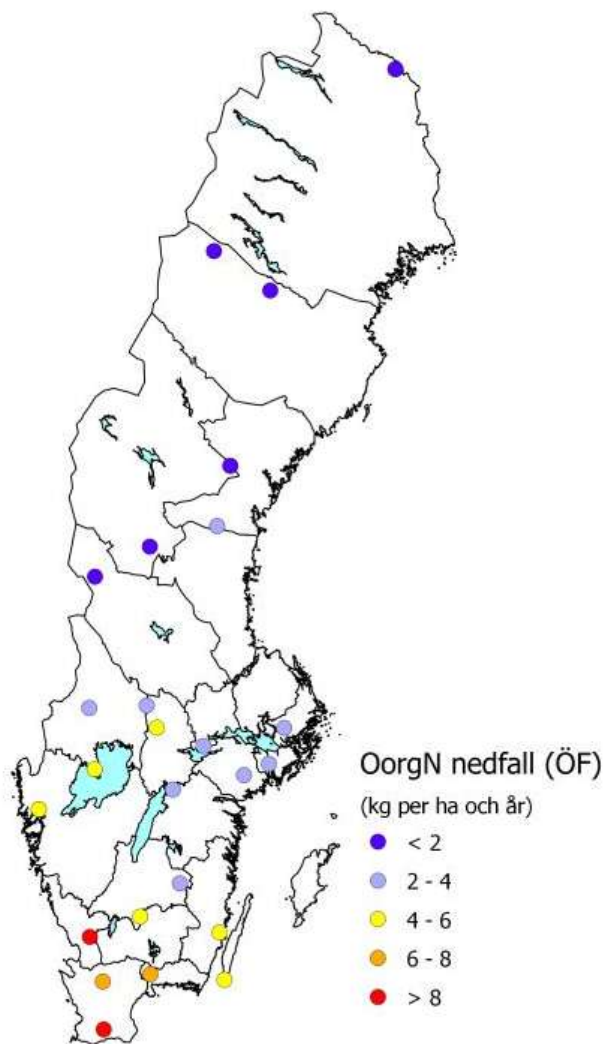 OorgN nedfall (ÖF)
(kg per ha och år)
< 2
2 - 4
4 - 6
6 - 8
> 8